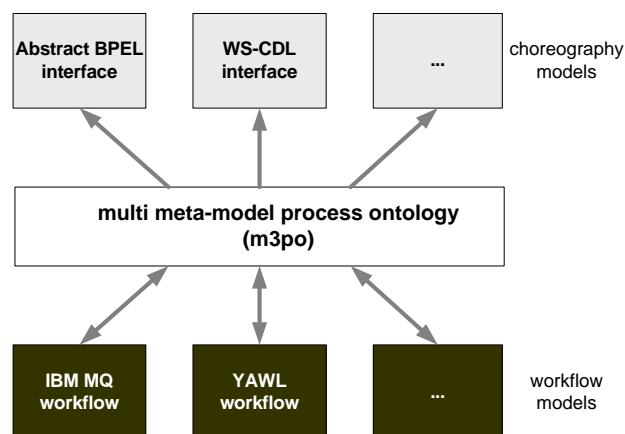 Abstract BPEL
interface
WS-CDL
interface
...
choreography
models
multi meta-model process ontology
(m3po)
IBM MQ
workflow
YAWL
workflow
...
workflow
models